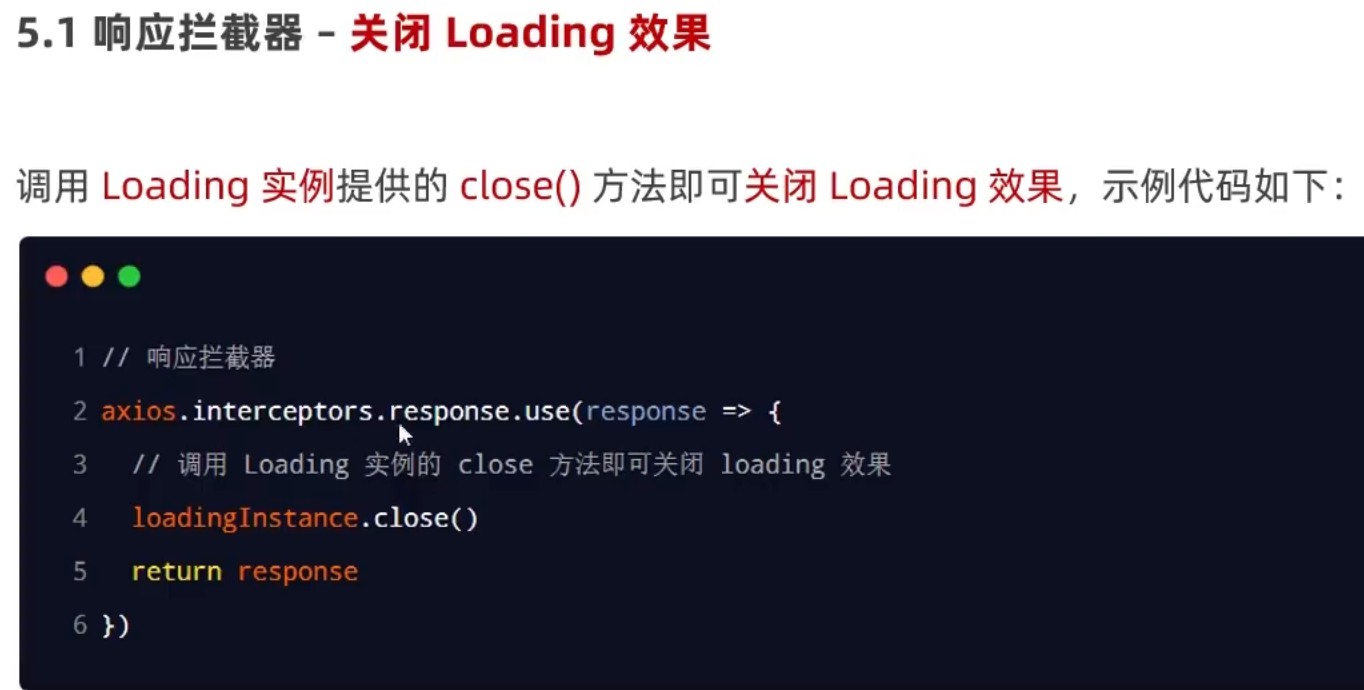 5.1 响应拦截器 – 关闭 Loading 效果
调用 Loading 实例提供的 close() 方法即可关闭 Loading 效果，示例代码如下：
1 // 响应拦截器
2 axios.interceptors.response.use(response => {
3   // 调用 Loading 实例的 close 方法即可关闭 loading 效果
4   loadingInstance.close()
5   return response
6 })